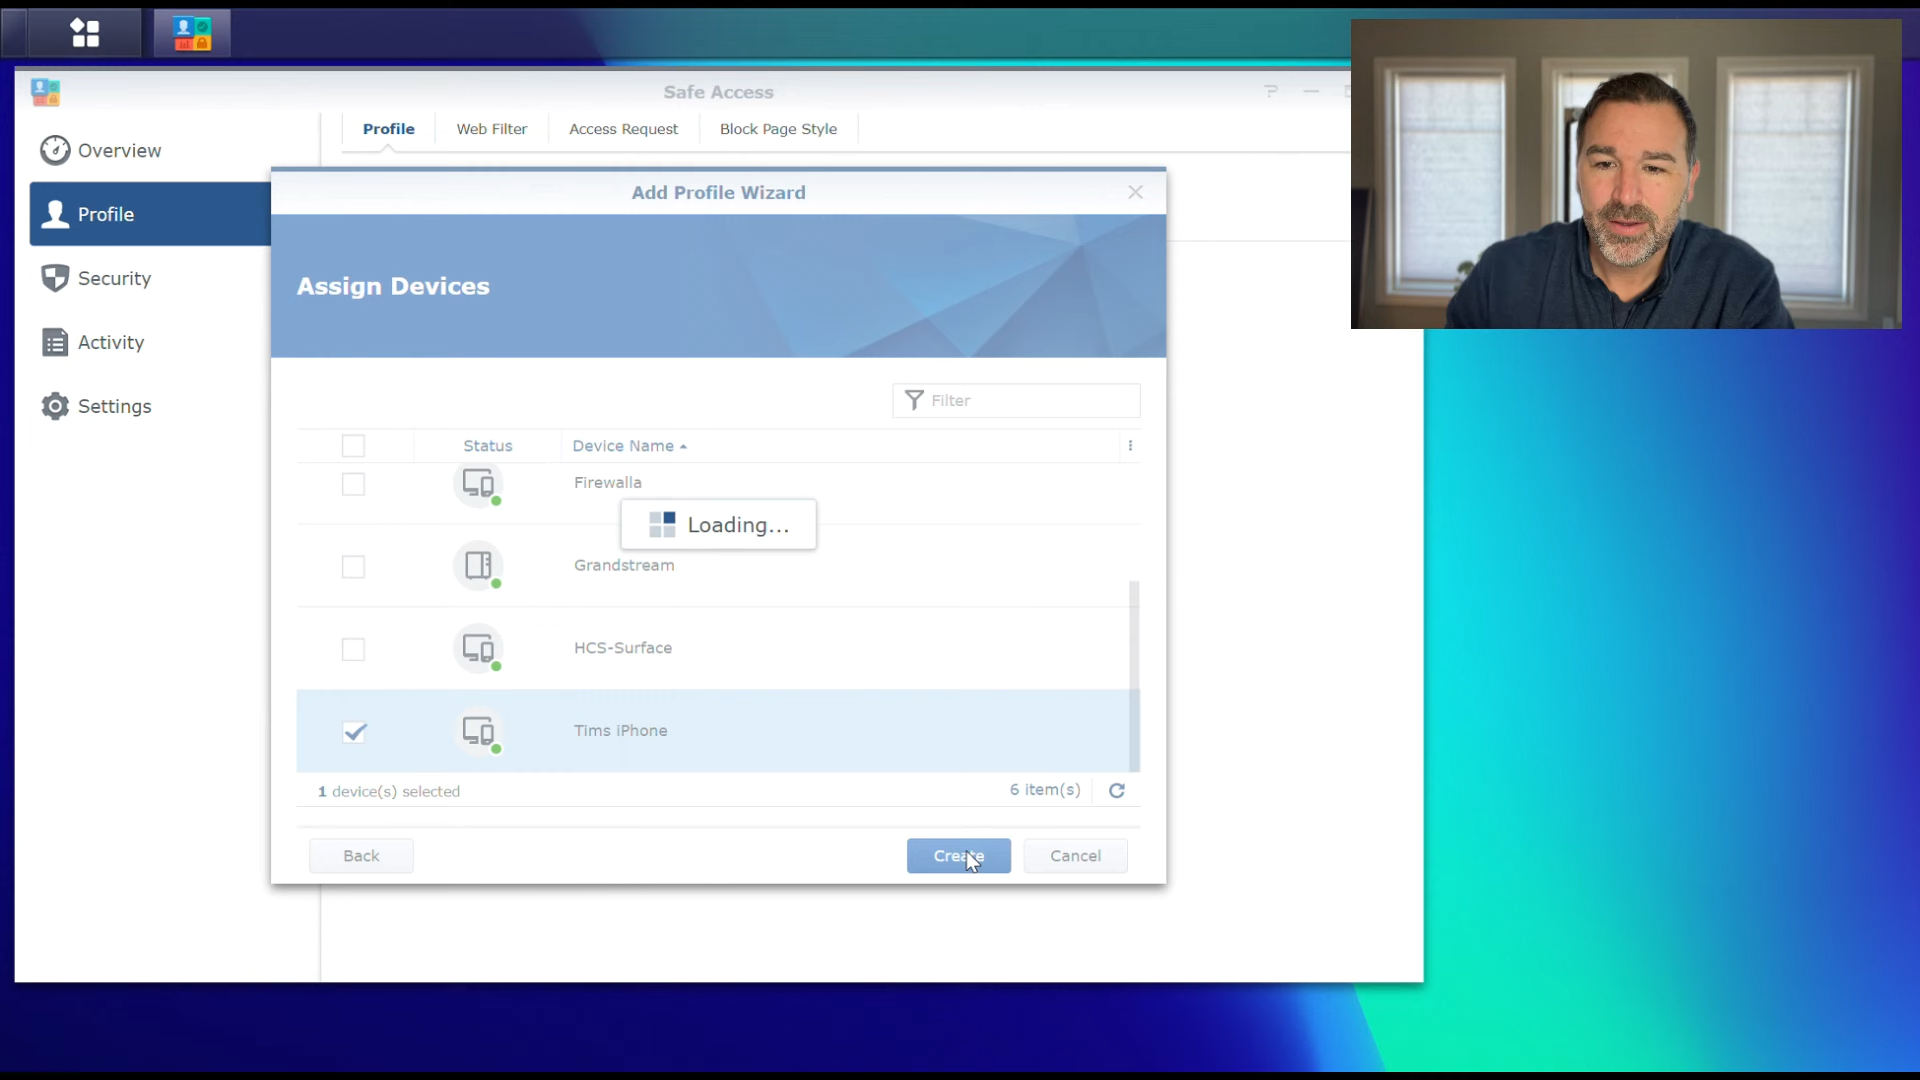 Safe Access
Overview
Profile
Security
Activity
Settings
Profile
Web Filter
Access Request
Block Page Style
Add Profile Wizard
Assign Devices
Filter
Status
Device Name
Firewalla
Loading...
Grandstream
HCS-Surface
Tims iPhone
1 device(s) selected
6 item(s)
Back
Create
Cancel